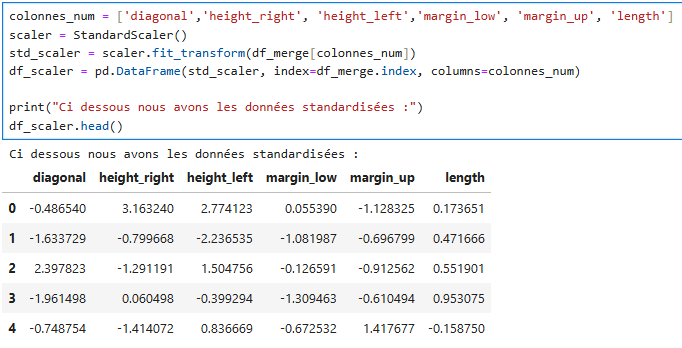 colonnes_num = ['diagonal','height_right', 'height_left','margin_low', 'margin_up', 'length']
scaler = StandardScaler()
std_scaler = scaler.fit_transform(df_merge[colonnes_num])
df_scaler = pd.DataFrame(std_scaler, index=df_merge.index, columns=colonnes_num)
print("Ci dessous nous avons les données standardisées :")
df_scaler.head()
Ci dessous nous avons les données standardisées :
diagonal height_right height_left margin_low margin_up length
0 -0.486540 3.163240 2.774123 0.055390 -1.128325 0.173651
1 -1.633729 -0.799668 -2.236535 -1.081987 -0.696799 0.471666
2 2.397823 -1.291191 1.504756 -0.126591 -0.912562 0.551901
3 -1.961498 0.060498 -0.399294 -1.309463 -0.610494 0.953075
4 -0.748754 -1.414072 0.836669 -0.672532 1.417677 -0.158750